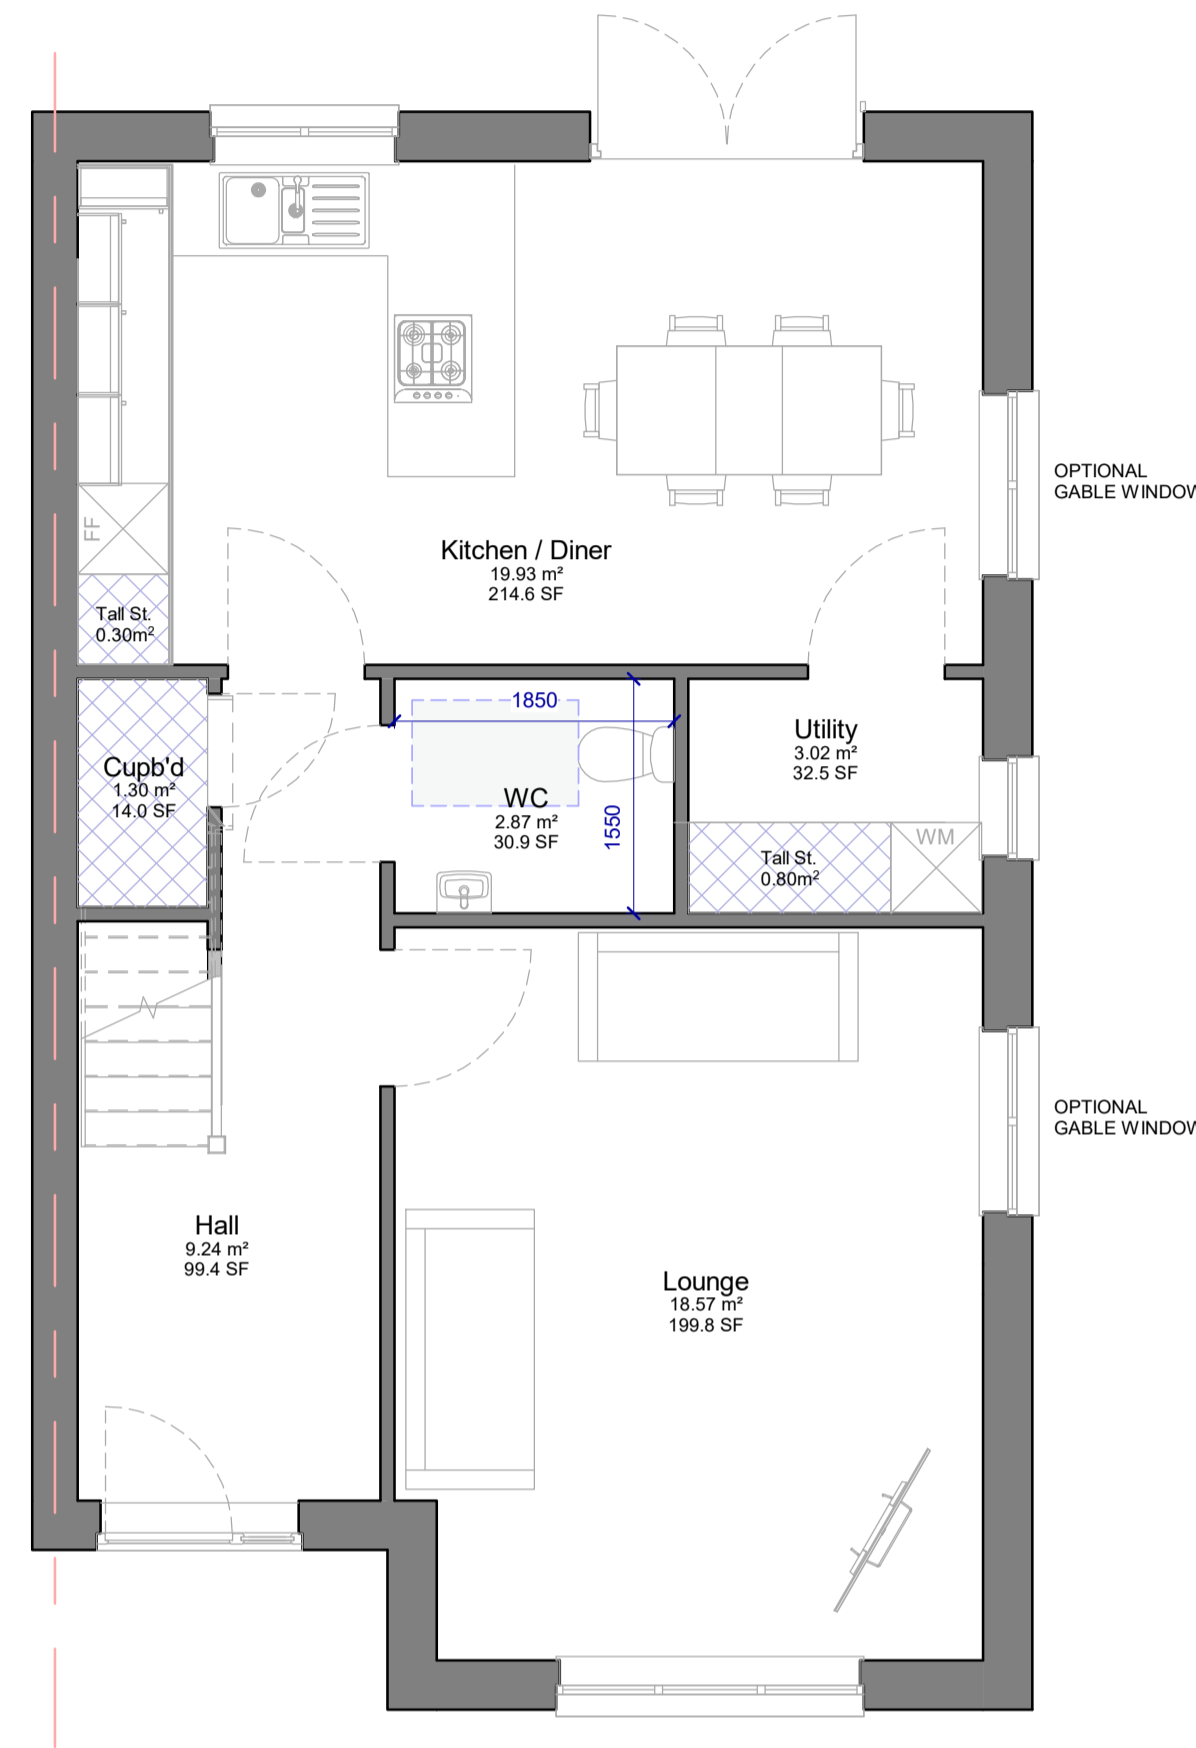 OPTIONAL
GABLE WINDOW
Kitchen / Diner
19.93 m²
214.6 SF
FF
Tall St.
0.30m²
1850
Utility
3.02 m²
32.5 SF
Cupb'd
1.30 m²
14.0 SF
WC
2.87 m²
30.9 SF
1550
WM
Tall St.
0.80m²
OPTIONAL
GABLE WINDOW
Hall
9.24 m²
99.4 SF
Lounge
18.57 m²
199.8 SF